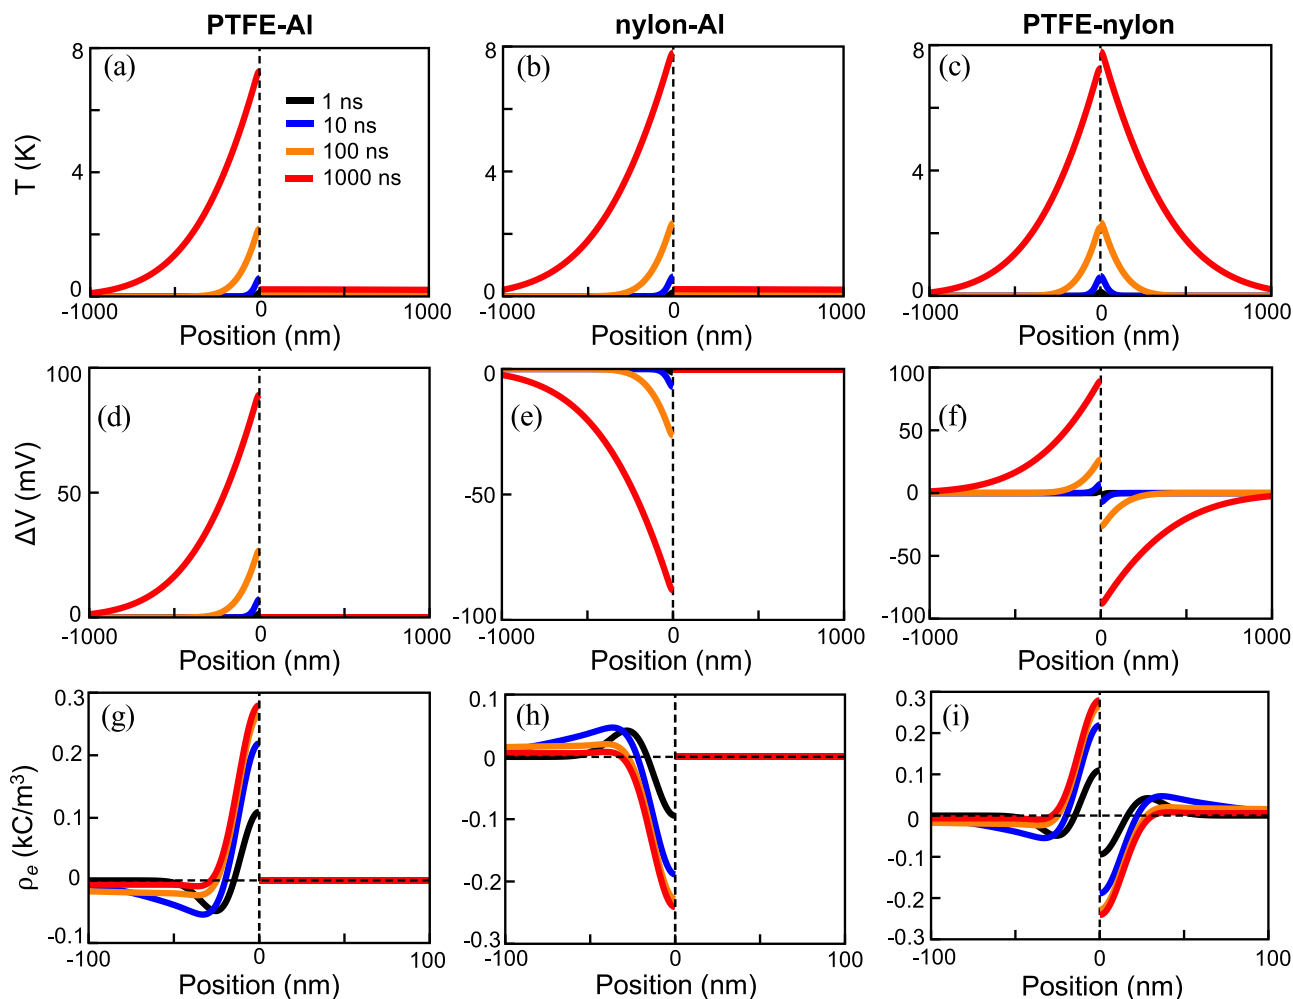 PTFE-Al nylon-Al PTFE-nylon
(a) (b) (c)
1 ns
10 ns
100 ns
1000 ns
T (K)
8
4
0
8
4
0
8
4
0
-1000 0 1000
-1000 0 1000
-1000 0 1000
Position (nm) Position (nm) Position (nm)
(d) (e) (f)
ΔV (mV)
100
50
0
0
-50
-100
100
50
0
-50
-100
-1000 0 1000
-1000 0 1000
-1000 0 1000
Position (nm) Position (nm) Position (nm)
(g) (h) (i)
ρe (kC/m³)
0.3
0.2
0.1
0
-0.1
0.1
0
-0.1
-0.2
0.3
0.3
0.2
0.1
0
-0.1
-0.2
0.3
-100 0 100
-100 0 100
-100 0 100
Position (nm) Position (nm) Position (nm)